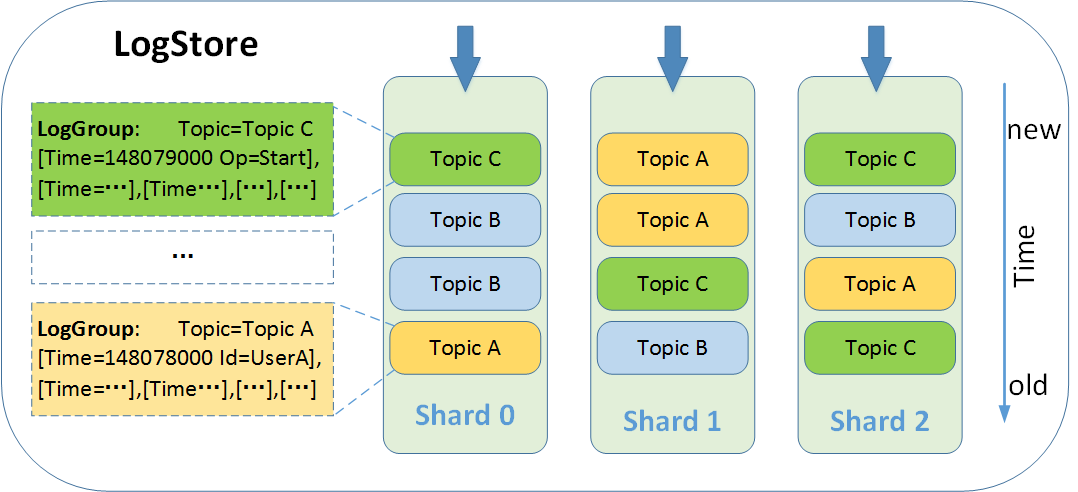 LogStore
LogGroup: Topic=Topic C
[Time=148079000 Op=Start],
[Time=···],[Time···],[···],[···]
...
LogGroup: Topic=Topic A
[Time=148078000 Id=UserA],
[Time=···],[Time···],[···],[···]
Topic C
Topic B
Topic B
Topic A
Shard 0
Topic A
Topic A
Topic C
Topic B
Shard 1
Topic C
Topic B
Topic A
Topic C
Shard 2
new
Time
old